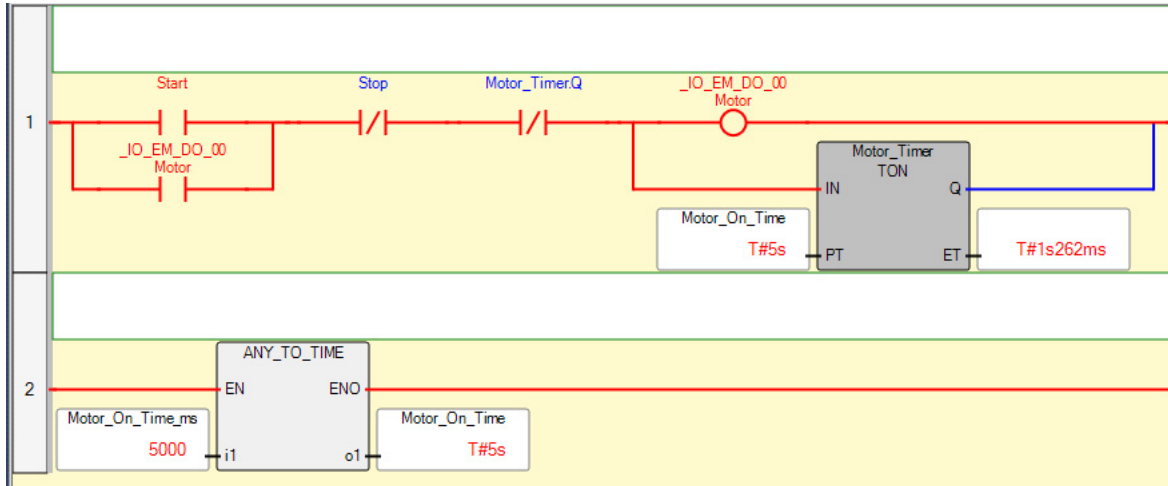 Start
Stop
Motor_Timer.Q
_IO_EM_DO_00
Motor
1
_IO_EM_DO_00
Motor
Motor_Timer
TON
IN
Q
Motor_On_Time
T#5s
PT
ET
T#1s262ms
ANY_TO_TIME
2
EN
ENO
Motor_On_Time_ms
5000
i1
o1
Motor_On_Time
T#5s